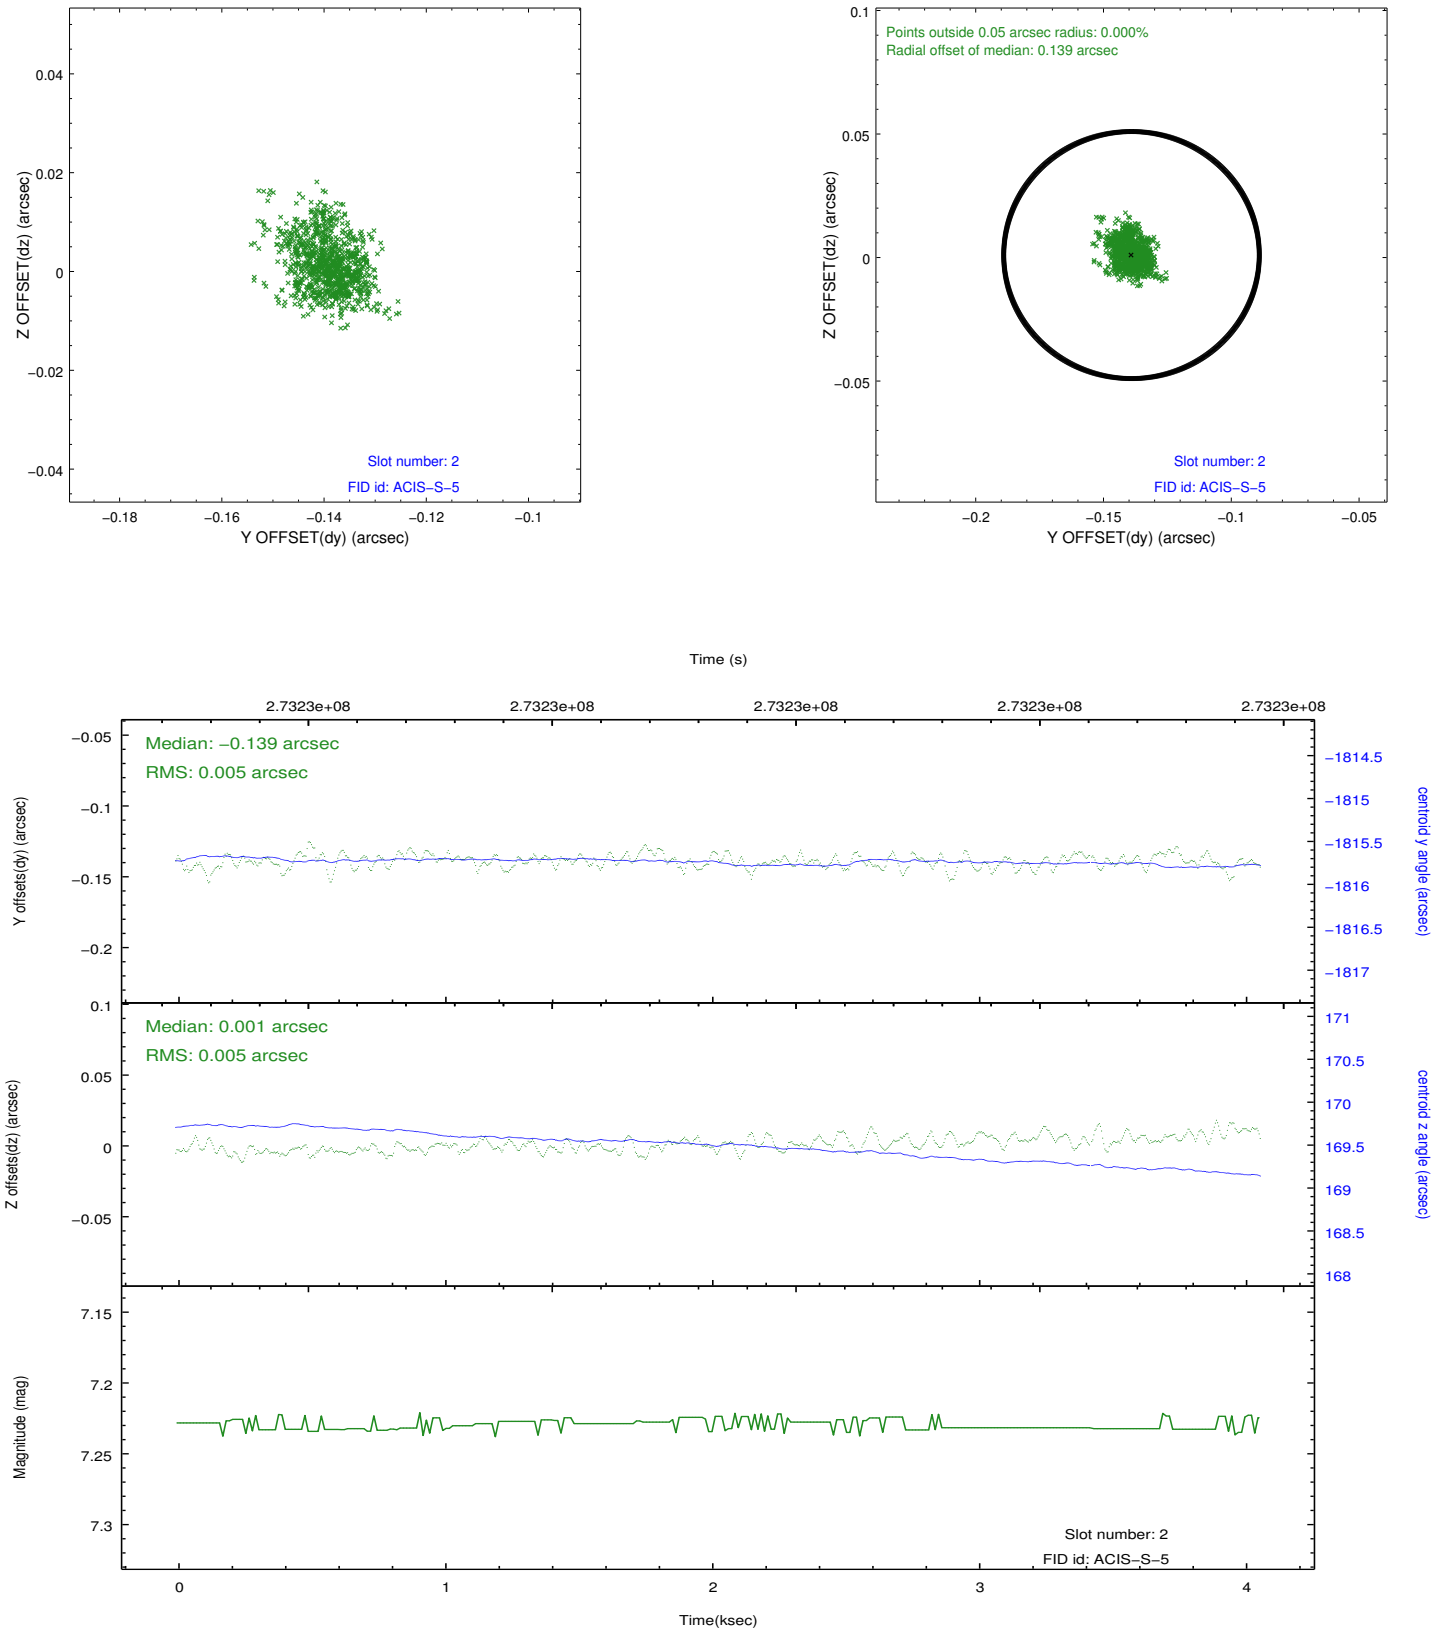 0.04
0.02
0
−0.02
−0.04
Z OFFSET(dz) (arcsec)
Slot number: 2
FID id: ACIS−S−5
−0.18 −0.16 −0.14 −0.12 −0.1
Y OFFSET(dy) (arcsec)
Points outside 0.05 arcsec radius: 0.000%
Radial offset of median: 0.139 arcsec
0.1
0.05
0
−0.05
Z OFFSET(dz) (arcsec)
Slot number: 2
FID id: ACIS−S−5
−0.2 −0.15 −0.1 −0.05
Y OFFSET(dy) (arcsec)
Time (s)
2.7323e+08 2.7323e+08 2.7323e+08 2.7323e+08 2.7323e+08
Median: −0.139 arcsec
RMS: 0.005 arcsec
−0.05
−0.1
−0.15
−0.2
Y offsets(dy) (arcsec)
−1814.5
−1815
−1815.5
−1816
−1816.5
−1817
centroid y angle (arcsec)
Median: 0.001 arcsec
RMS: 0.005 arcsec
0.1
0.05
0
−0.05
Z offsets(dz) (arcsec)
171
170.5
170
169.5
169
168.5
168
centroid z angle (arcsec)
7.15
7.2
7.25
7.3
Magnitude (mag)
Slot number: 2
FID id: ACIS−S−5
0 1 2 3 4
Time(ksec)